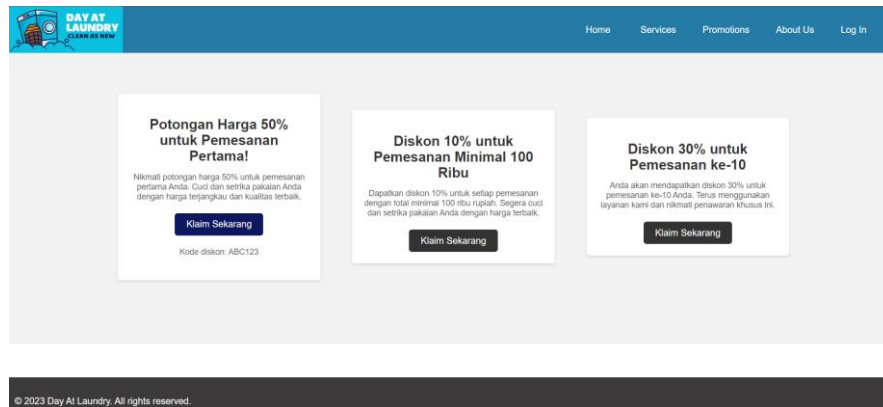 DAY AT
LAUNDRY
CLEAN AS NEW
Home Services Promotions About Us Log In
Potongan Harga 50%
untuk Pemesanan
Pertama!
Nikmati potongan harga 50% untuk pemesanan
pertama Anda. Cuci dan setrika pakaian Anda
dengan harga terjangkau dan kualitas terbaik.
Klaim Sekarang
Kode diskon: ABC123
Diskon 10% untuk
Pemesanan Minimal 100
Ribu
Dapatkan diskon 10% untuk setiap pemesanan
dengan total minimal 100 ribu rupiah. Segera cuci
dan setrika pakaian Anda dengan harga terbaik.
Klaim Sekarang
Diskon 30% untuk
Pemesanan ke-10
Anda akan mendapatkan diskon 30% untuk
pemesanan ke-10 Anda. Terus menggunakan
layanan kami dan nikmati penawaran khusus ini.
Klaim Sekarang
© 2023 Day At Laundry. All rights reserved.